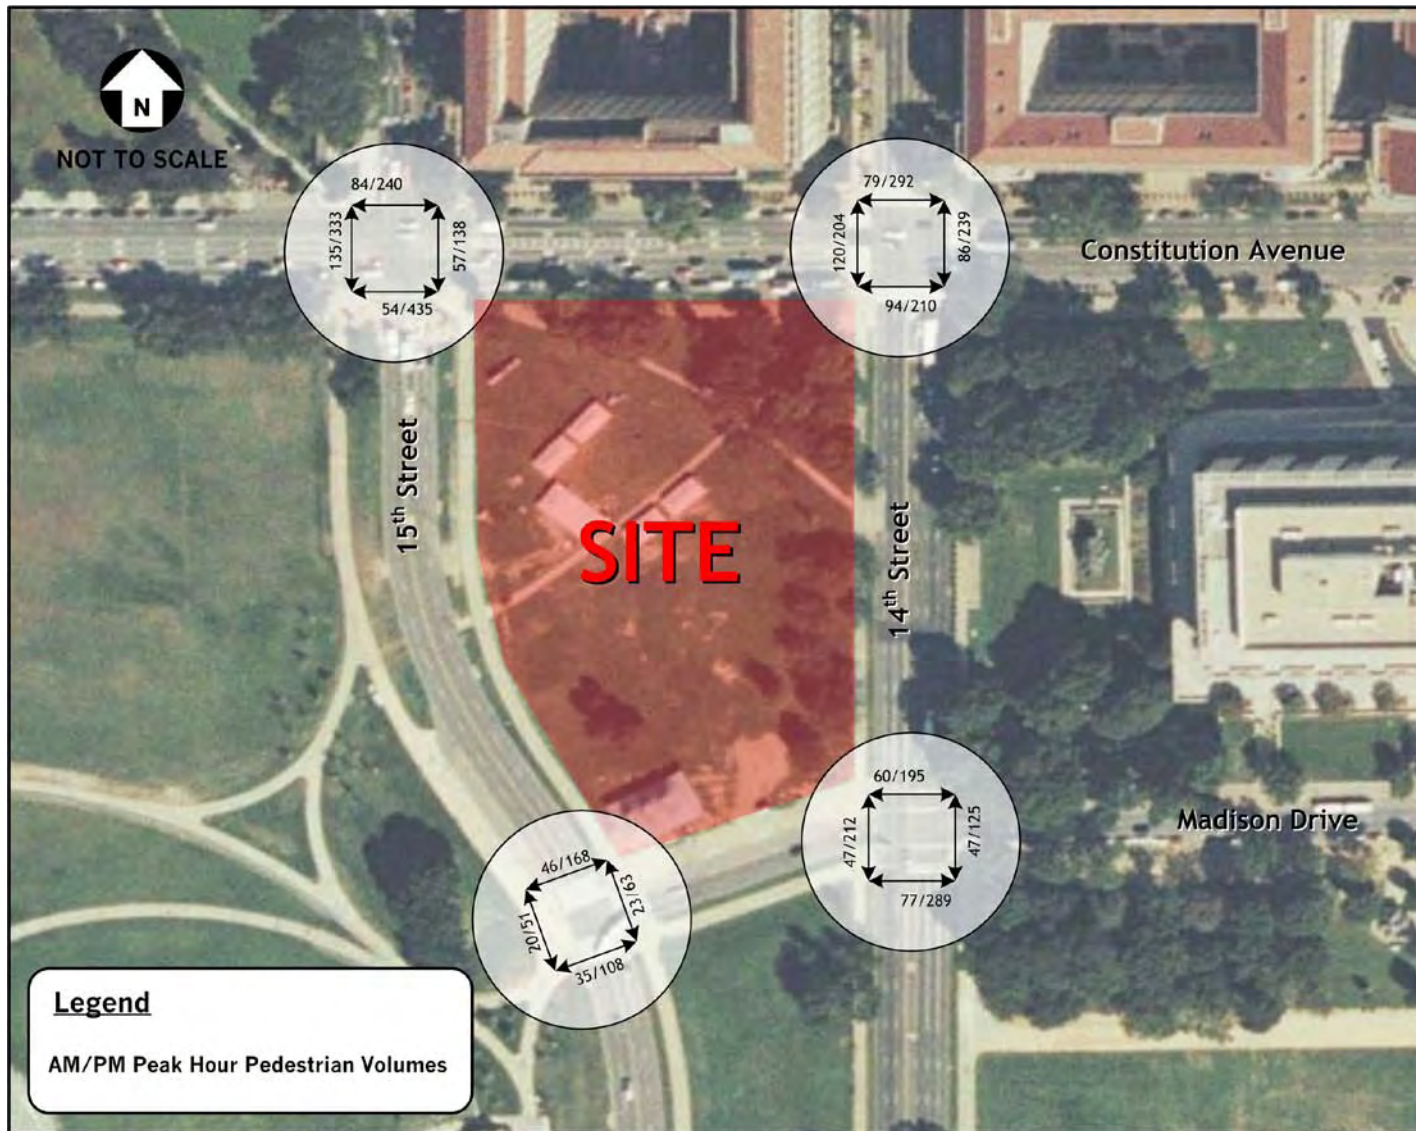 N
NOT TO SCALE
84/240
135/333
57/138
54/435
79/292
120/204
86/239
94/210
Constitution Avenue
15th Street
SITE
14th Street
60/195
47/212
47/125
77/289
Madison Drive
46/168
20/51
23/63
35/108
Legend
AM/PM Peak Hour Pedestrian Volumes